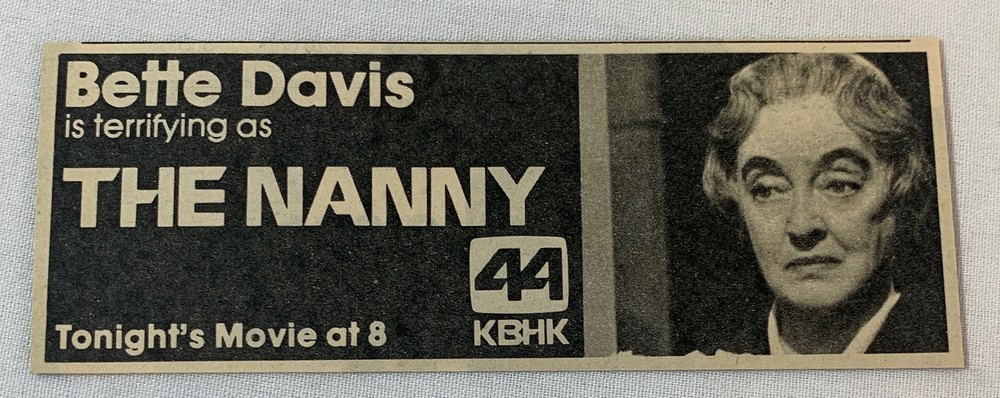 Bette Davis
is terrifying as
THE NANNY
44
KBHK
Tonight's Movie at 8